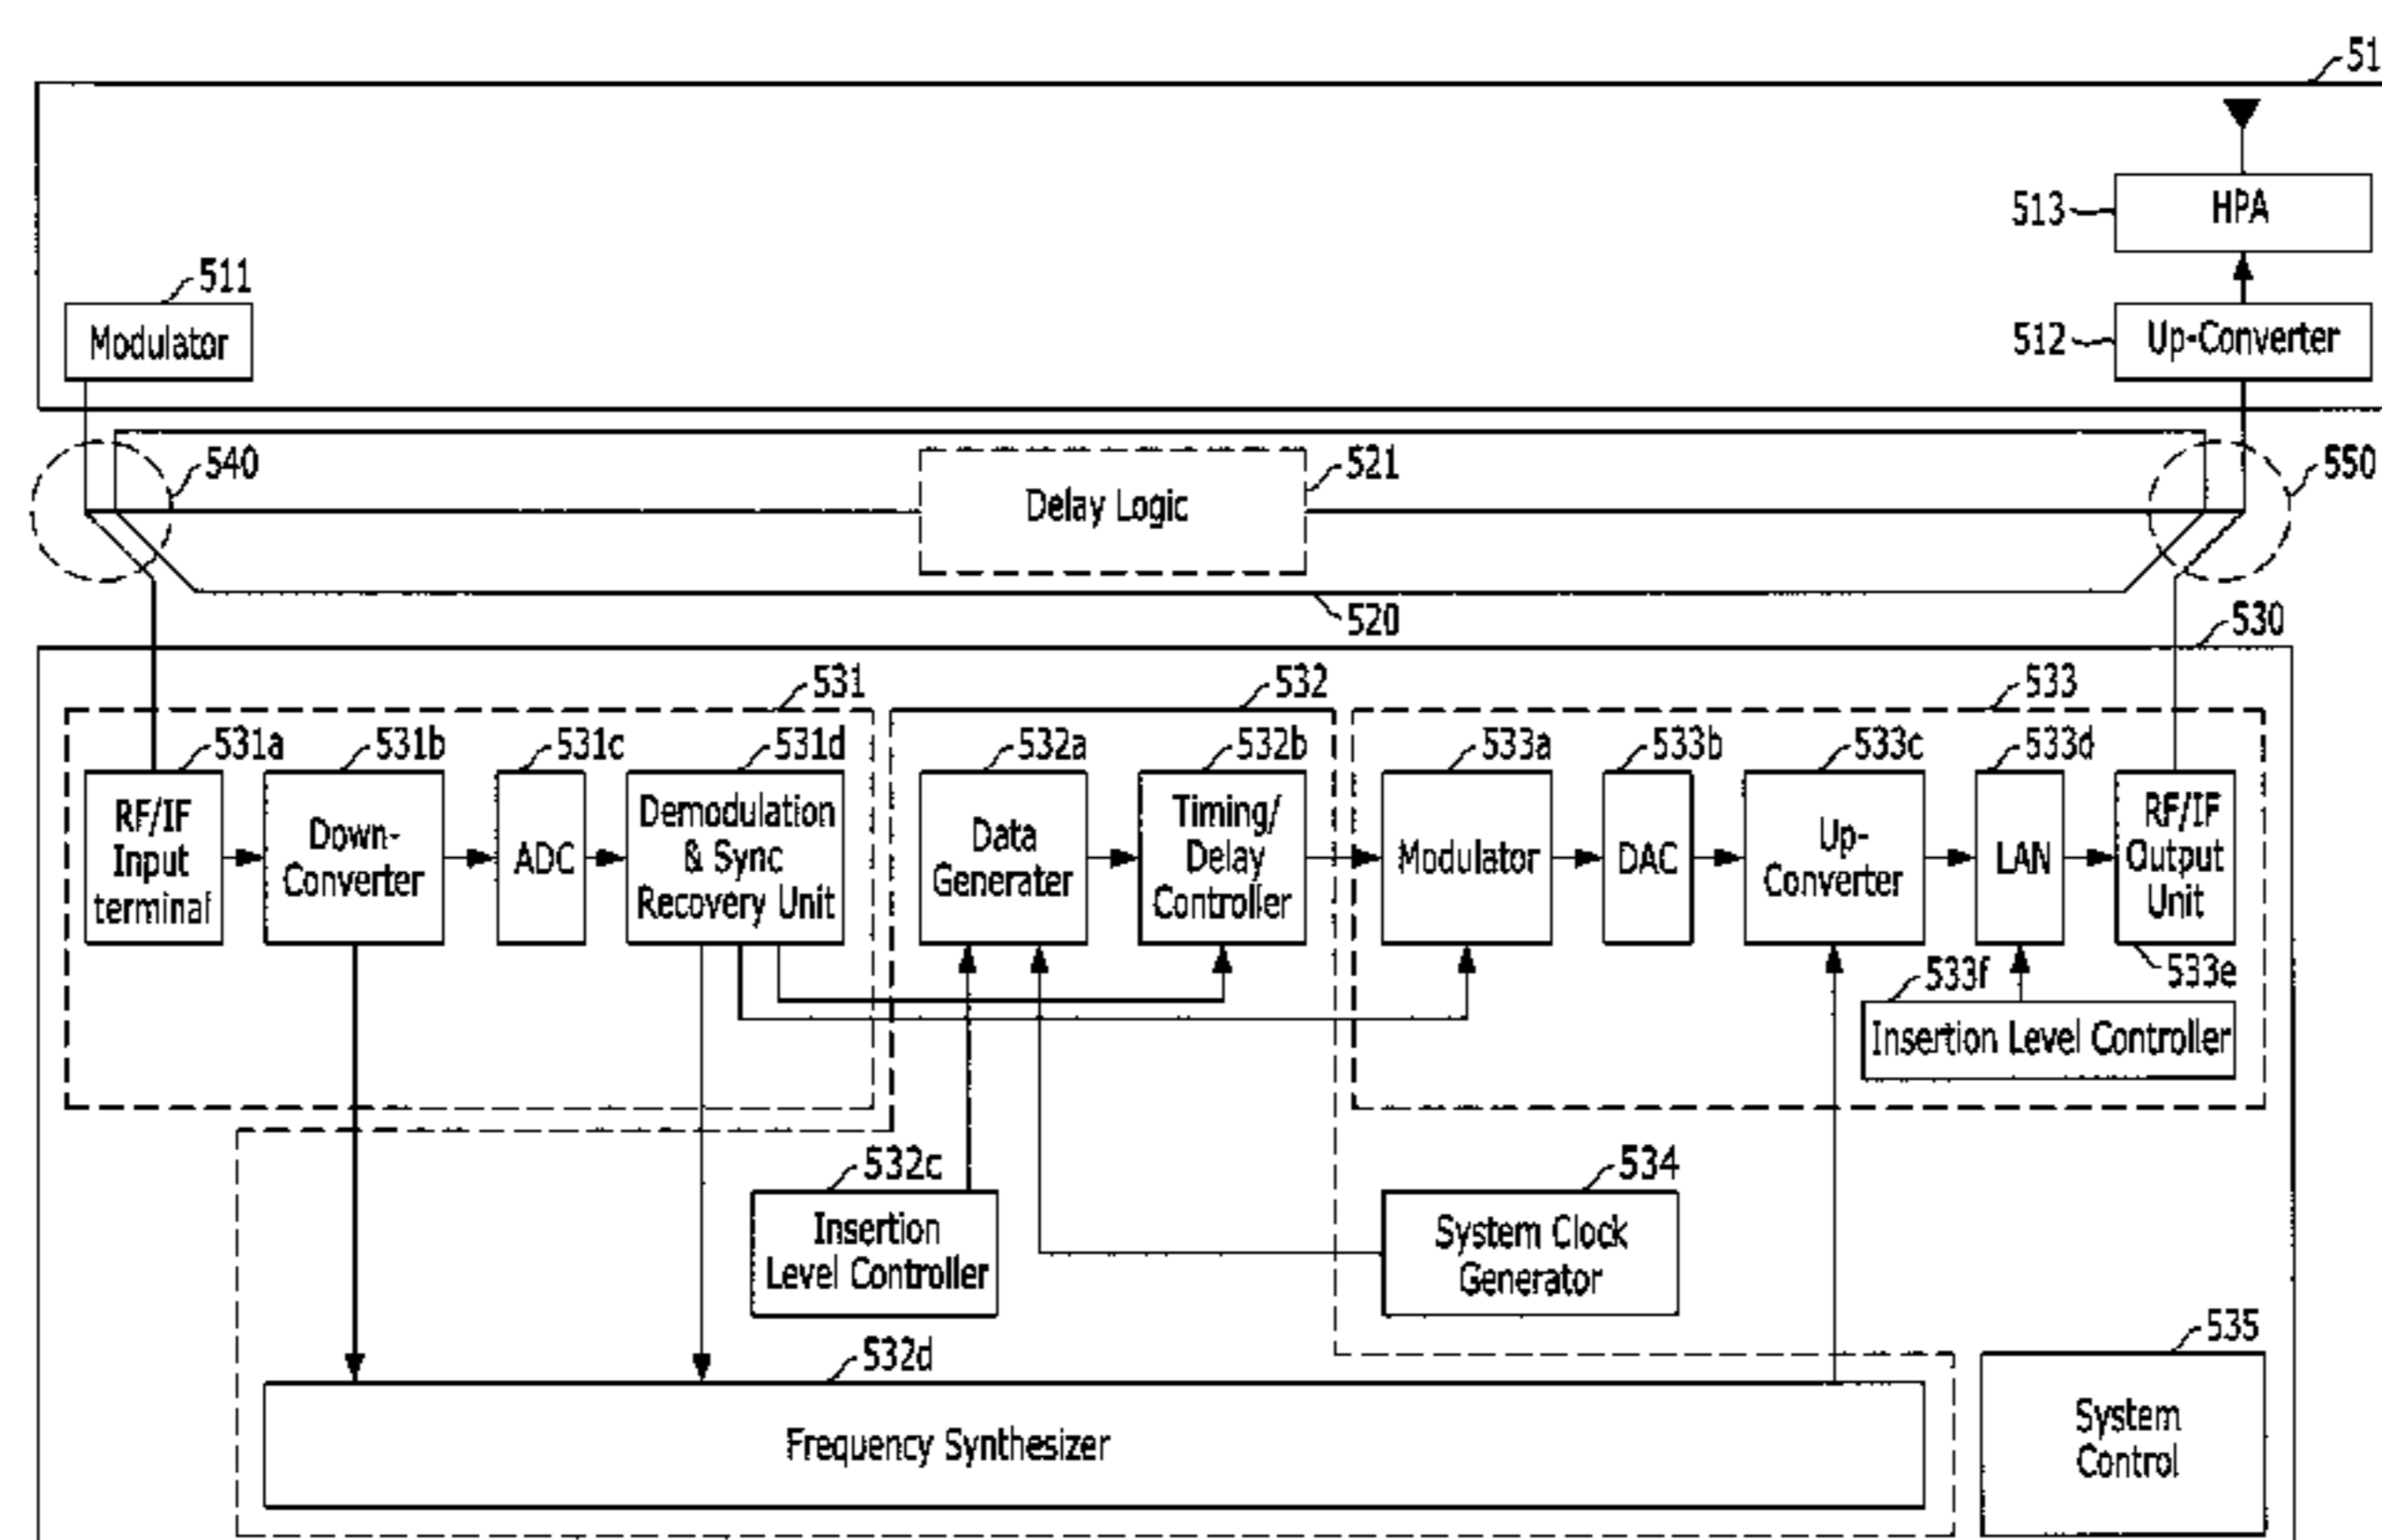 51
513
HPA
511
Modulator
512
Up-Converter
540
521
Delay Logic
550
520
530
531
532
533
531a
531b
531c
531d
532a
532b
533a
533b
533c
533d
RF/IF
Input
terminal
Down-
Converter
ADC
Demodulation
& Sync
Recovery Unit
Data
Generater
Timing/
Delay
Controller
Modulator
DAC
Up-
Converter
LAN
RF/IF
Output
Unit
533f
533e
Insertion Level Controller
532c
Insertion
Level Controller
534
System Clock
Generator
532d
Frequency Synthesizer
535
System
Control